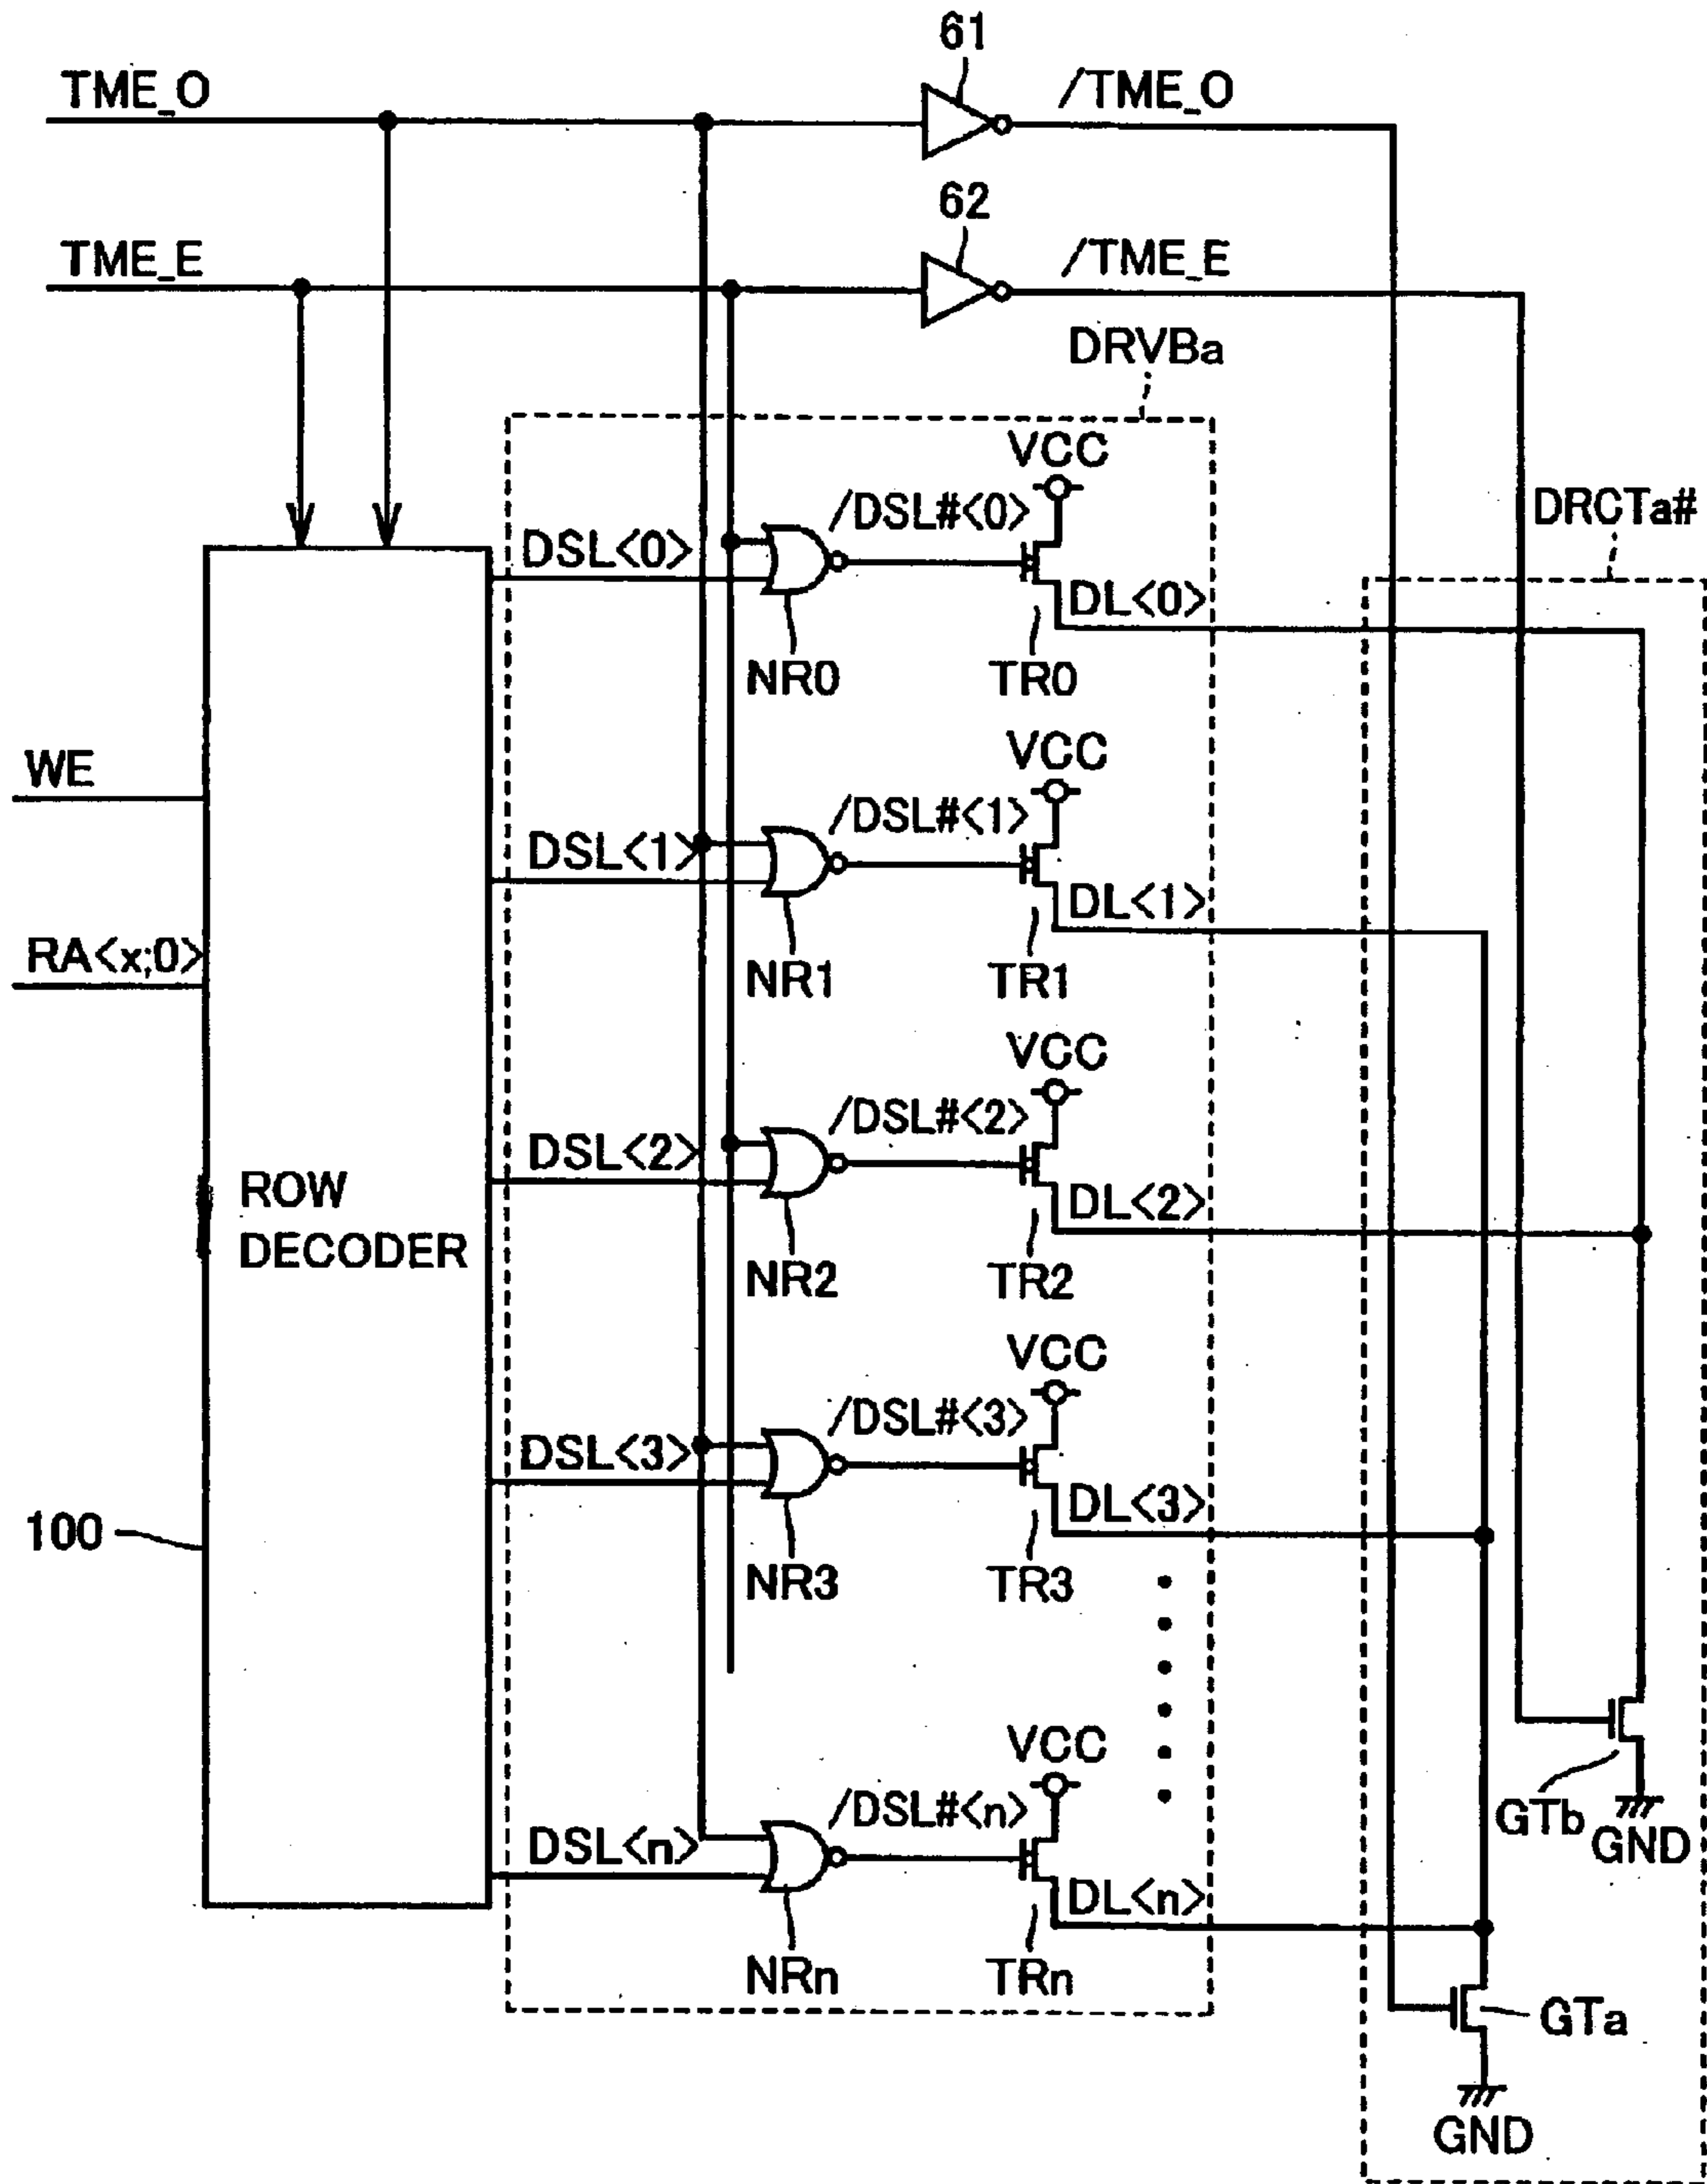 61
TME_O
/TME_O
62
TME_E
/TME_E
DRVBa
VCC
DRCTa#
/DSL#<0>
DSL<0>
DL<0>
NR0
TR0
VCC
WE
/DSL#<1>
DSL<1>
DL<1>
RA<x;0>
NR1
TR1
VCC
/DSL#<2>
DSL<2>
ROW
DECODER
DL<2>
NR2
TR2
VCC
/DSL#<3>
DSL<3>
DL<3>
100
NR3
TR3
VCC
/DSL#<n>
GTb
GND
DSL<n>
DL<n>
NRn
TRn
GTa
GND